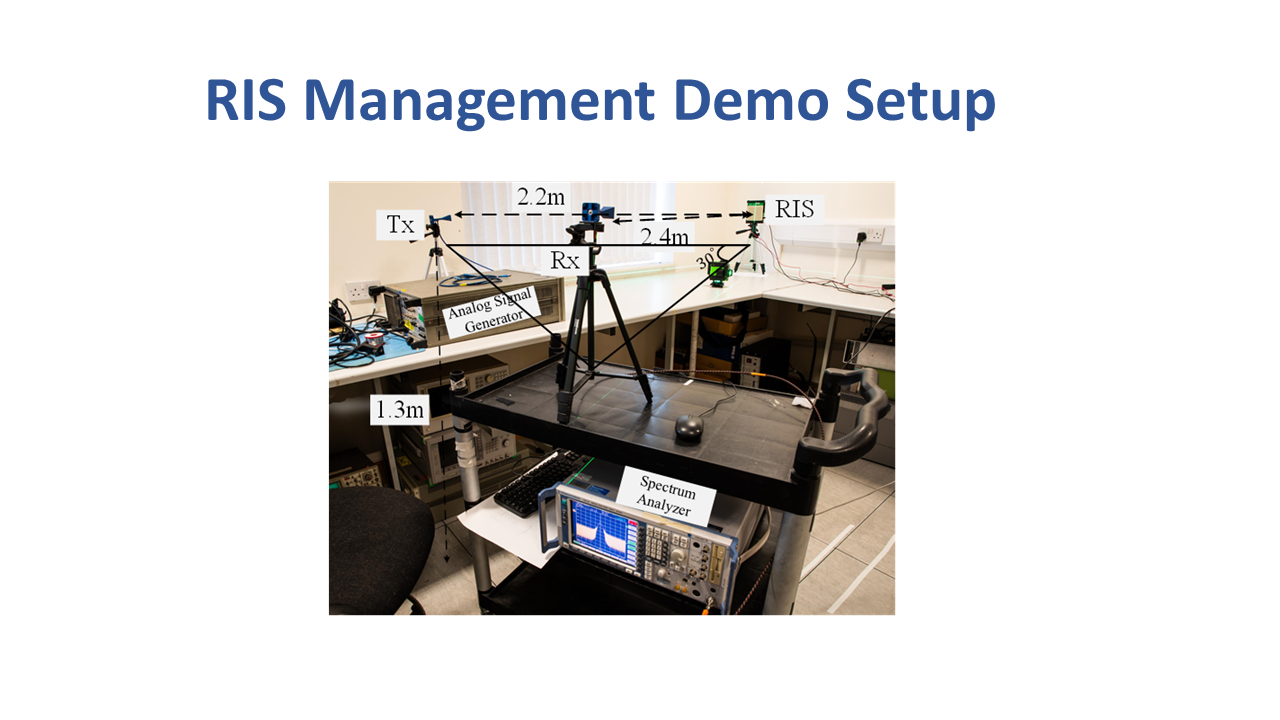 RIS Management Demo Setup
2.2m
Tx
RIS
2.4m
Rx
30°
Analog Signal
Generator
1.3m
Spectrum
Analyzer